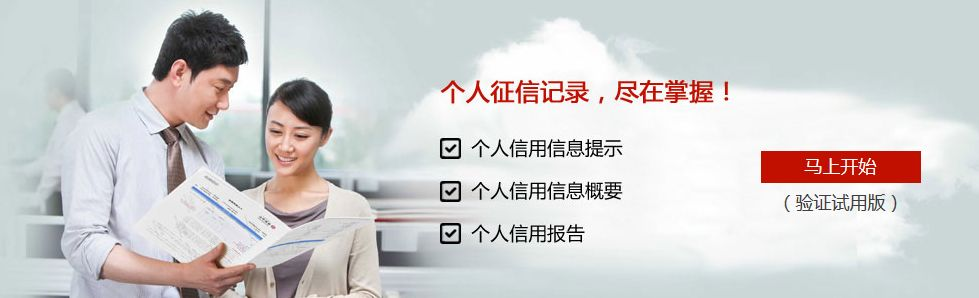 个人征信记录，尽在掌握！
个人信用信息提示
个人信用信息概要
个人信用报告
马上开始
（验证试用版）